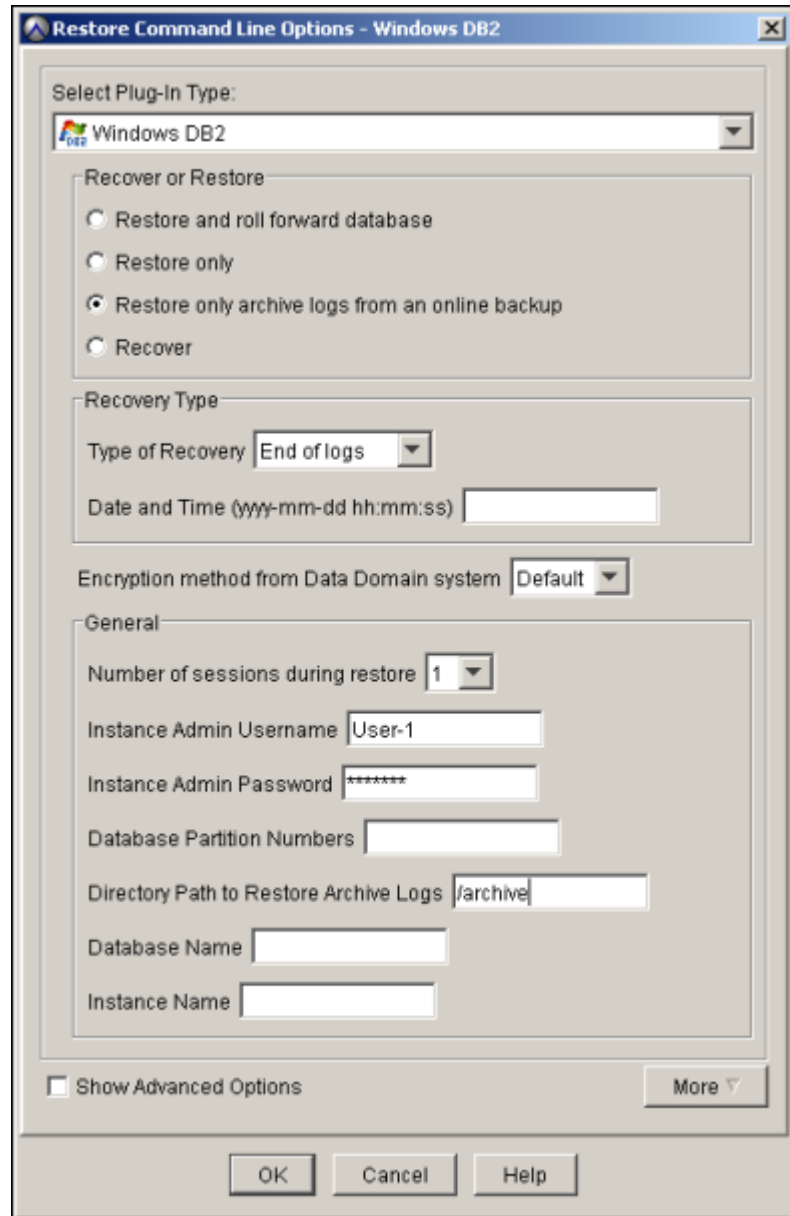 Restore Command Line Options - Windows DB2
Select Plug-In Type:
DB2 Windows DB2
Recover or Restore
Restore and roll forward database
Restore only
Restore only archive logs from an online backup
Recover
Recovery Type
Type of Recovery End of logs
Date and Time (yyyy-mm-dd hh:mm:ss)
Encryption method from Data Domain system Default
General
Number of sessions during restore 1
Instance Admin Username User-1
Instance Admin Password *******
Database Partition Numbers
Directory Path to Restore Archive Logs /archive
Database Name
Instance Name
Show Advanced Options More
OK Cancel Help